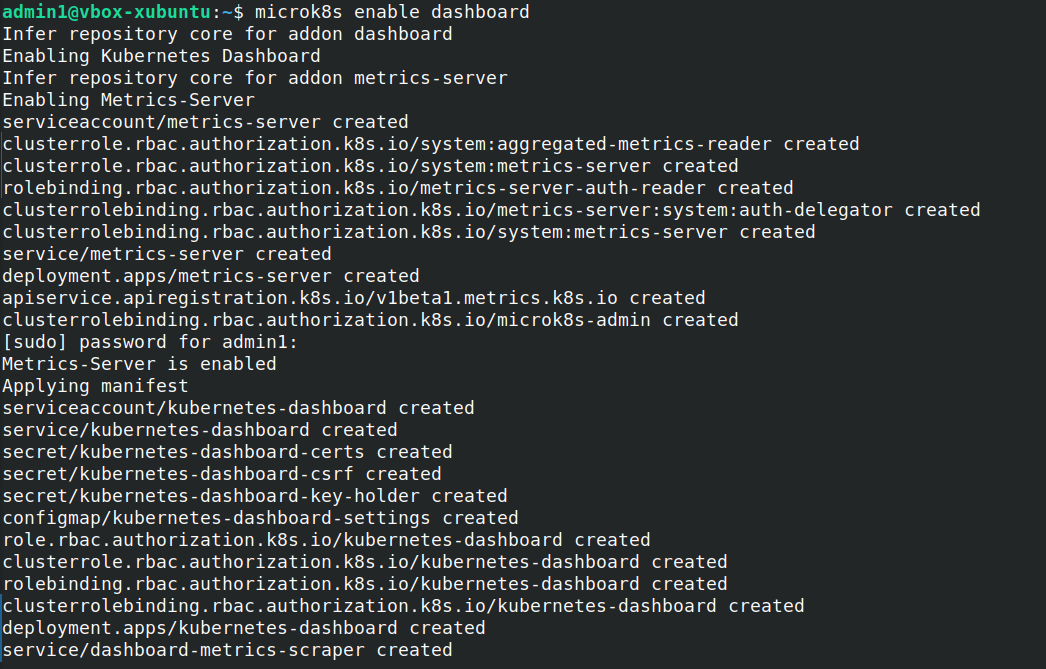 admin1@vbox-xubuntu:~$ microk8s enable dashboard
Infer repository core for addon dashboard
Enabling Kubernetes Dashboard
Infer repository core for addon metrics-server
Enabling Metrics-Server
serviceaccount/metrics-server created
clusterrole.rbac.authorization.k8s.io/system:aggregated-metrics-reader created
clusterrole.rbac.authorization.k8s.io/system:metrics-server created
rolebinding.rbac.authorization.k8s.io/metrics-server-auth-reader created
clusterrolebinding.rbac.authorization.k8s.io/metrics-server:system:auth-delegator created
clusterrolebinding.rbac.authorization.k8s.io/system:metrics-server created
service/metrics-server created
deployment.apps/metrics-server created
apiservice.apiregistration.k8s.io/v1beta1.metrics.k8s.io created
clusterrolebinding.rbac.authorization.k8s.io/microk8s-admin created
[sudo] password for admin1:
Metrics-Server is enabled
Applying manifest
serviceaccount/kubernetes-dashboard created
service/kubernetes-dashboard created
secret/kubernetes-dashboard-certs created
secret/kubernetes-dashboard-csrf created
secret/kubernetes-dashboard-key-holder created
configmap/kubernetes-dashboard-settings created
role.rbac.authorization.k8s.io/kubernetes-dashboard created
clusterrole.rbac.authorization.k8s.io/kubernetes-dashboard created
rolebinding.rbac.authorization.k8s.io/kubernetes-dashboard created
clusterrolebinding.rbac.authorization.k8s.io/kubernetes-dashboard created
deployment.apps/kubernetes-dashboard created
service/dashboard-metrics-scraper created